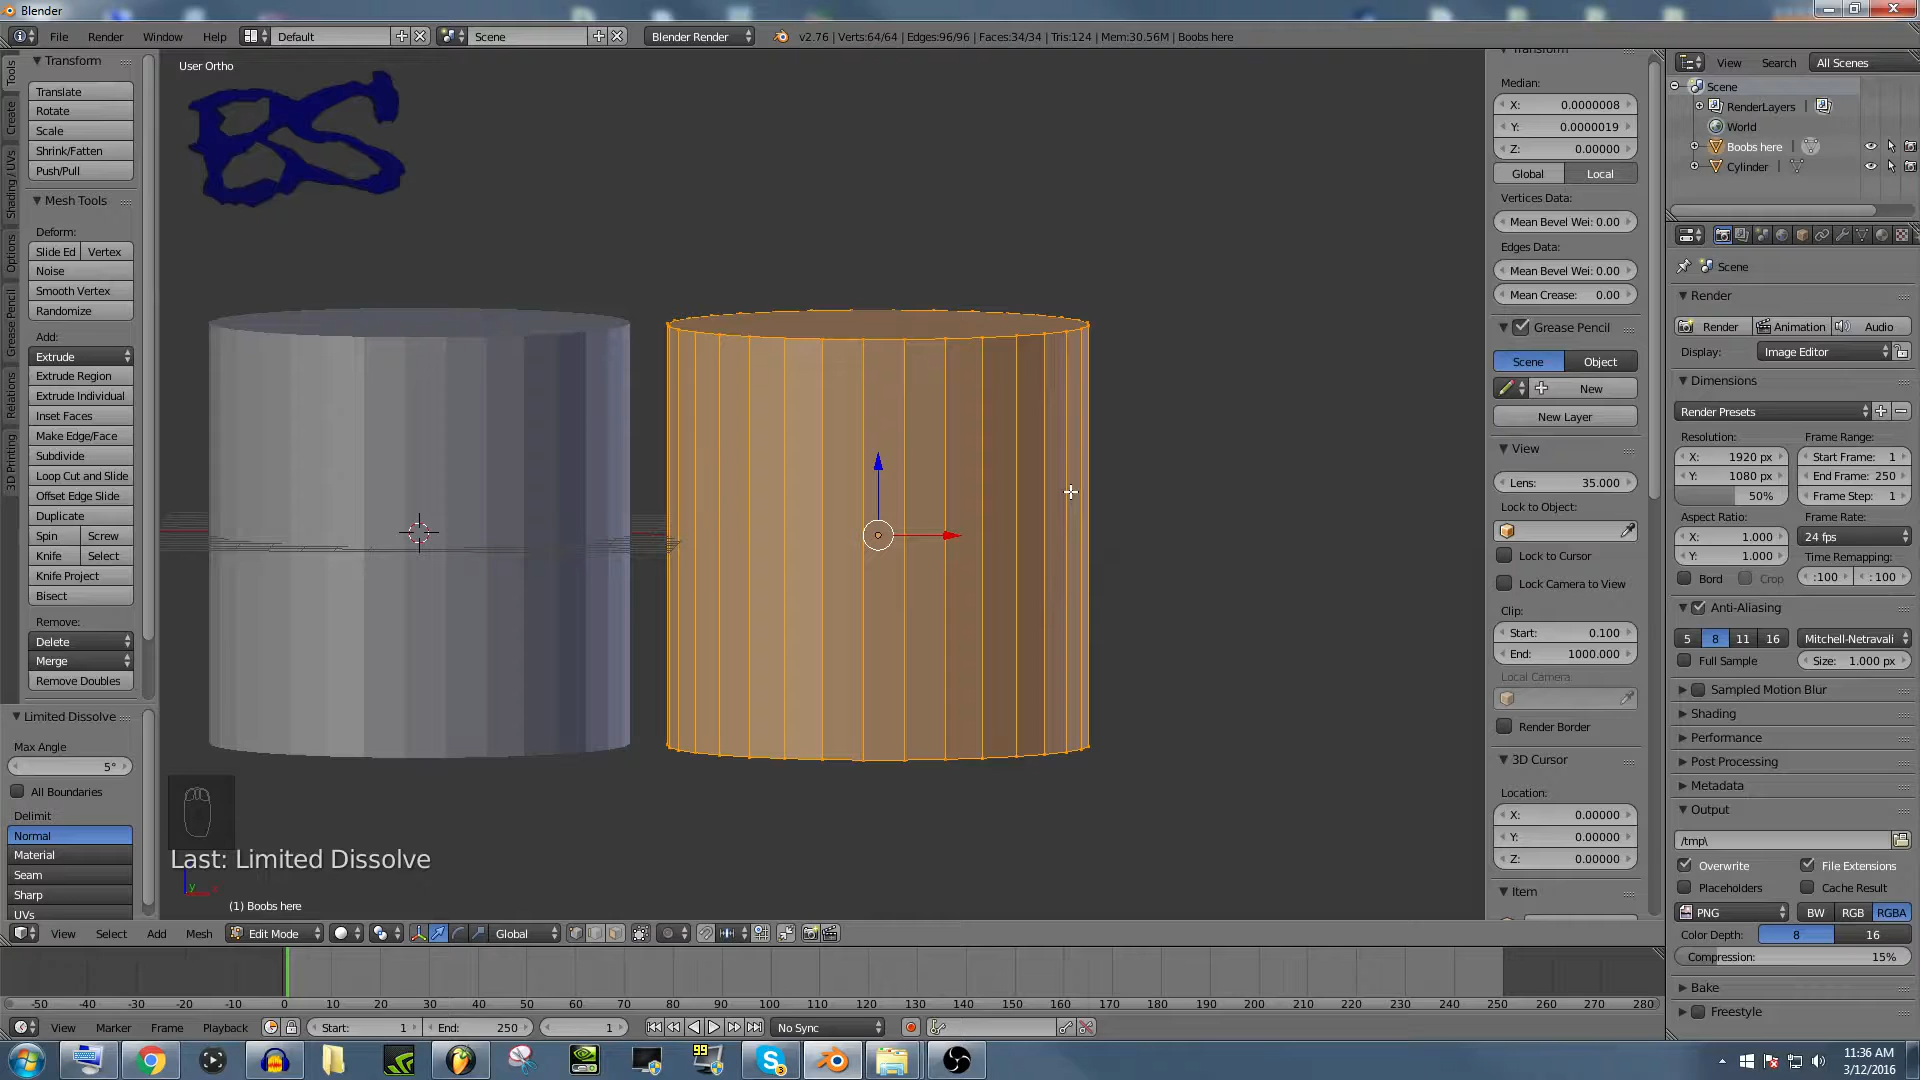 Blender
File Render Window Help Default Scene Blender Render v2.76 | Verts:64/64 | Edges:96/96 | Faces:34/34 | Tris:124 | Mem:30.56M | Boobs here
Tools
Create
Shading / UVs
Options
Grease Pencil
Relations
3D Printing
Transform
Translate
Rotate
Scale
Shrink/Fatten
Push/Pull
Mesh Tools
Deform:
Slide Ed Vertex
Noise
Smooth Vertex
Randomize
Add:
Extrude
Extrude Region
Extrude Individual
Inset Faces
Make Edge/Face
Subdivide
Loop Cut and Slide
Offset Edge Slide
Duplicate
Spin Screw
Knife Select
Knife Project
Bisect
Remove:
Delete
Merge
Remove Doubles
Limited Dissolve
Max Angle
5°
All Boundaries
Delimit
Normal
Material
Seam
Sharp
UVs
User Ortho
BS
Last: Limited Dissolve
y
(1) Boobs here
Transform
Median:
X: 0.0000008
Y: 0.0000019
Z: 0.00000
Global Local
Vertices Data:
Mean Bevel Wei: 0.00
Edges Data:
Mean Bevel Wei: 0.00
Mean Crease: 0.00
Grease Pencil
Scene Object
New
New Layer
View
Lens: 35.000
Lock to Object:
Lock to Cursor
Lock Camera to View
Clip:
Start: 0.100
End: 1000.000
Local Camera:
Render Border
3D Cursor
Location:
X: 0.00000
Y: 0.00000
Z: 0.00000
Item
View Search All Scenes
Scene
RenderLayers
World
Boobs here
Cylinder
Scene
Render
Render Animation Audio
Display: Image Editor
Dimensions
Render Presets
Resolution: Frame Range:
X: 1920 px Start Frame: 1
Y: 1080 px End Frame: 250
50% Frame Step: 1
Aspect Ratio: Frame Rate:
X: 1.000 24 fps
Y: 1.000 Time Remapping:
Bord Crop :100 : 100
Anti-Aliasing
5 8 11 16 Mitchell-Netravali
Full Sample Size: 1.000 px
Sampled Motion Blur
Shading
Performance
Post Processing
Metadata
Output
/tmp\
Overwrite File Extensions
Placeholders Cache Result
PNG BW RGB RGBA
Color Depth: 8 16
Compression: 15%
Bake
Freestyle
View Select Add Mesh Edit Mode Global
-50 -40 -30 -20 -10 0 10 20 30 40 50 60 70 80 90 100 110 120 130 140 150 160 170 180 190 200 210 220 230 240 250 260 270 280
View Marker Frame Playback Start: 1 End: 250 1 No Sync
99
3
11:36 AM
3/12/2016